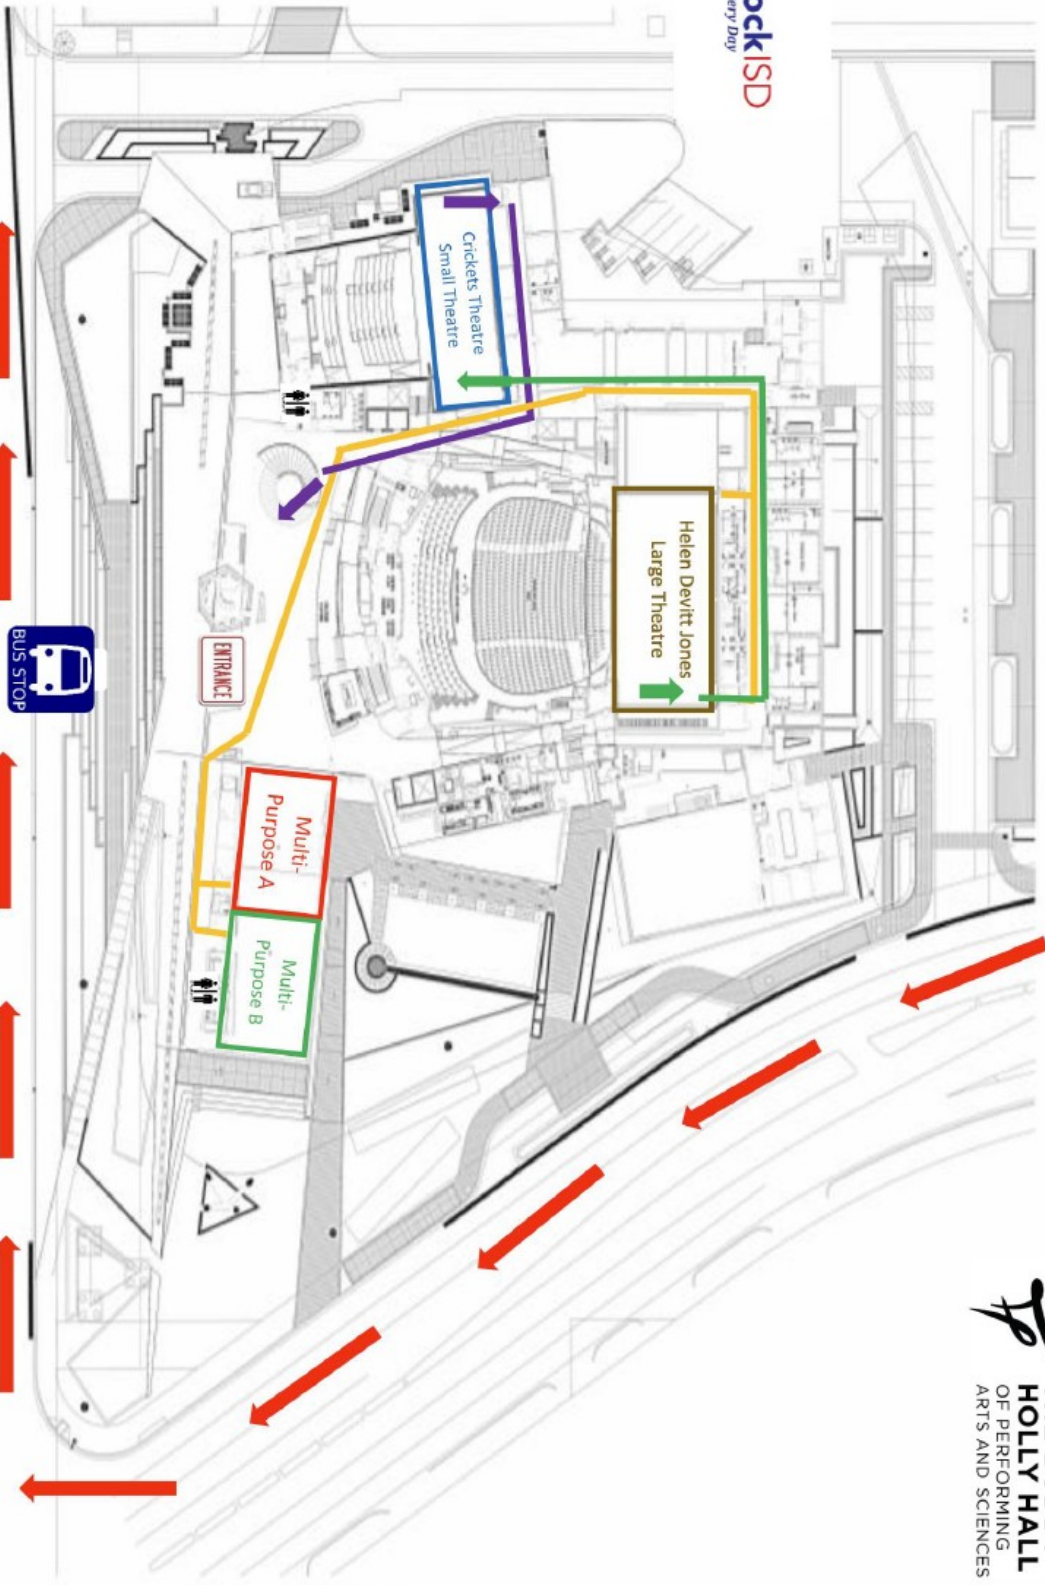 ockISD
ery Day
Crickets Theatre
Small Theatre
Helen Devitt Jones
Large Theatre
ENTRANCE
BUS STOP
Multi-
Purpose A
Multi-
Purpose B
HOLLY HALL
OF PERFORMING
ARTS AND SCIENCES